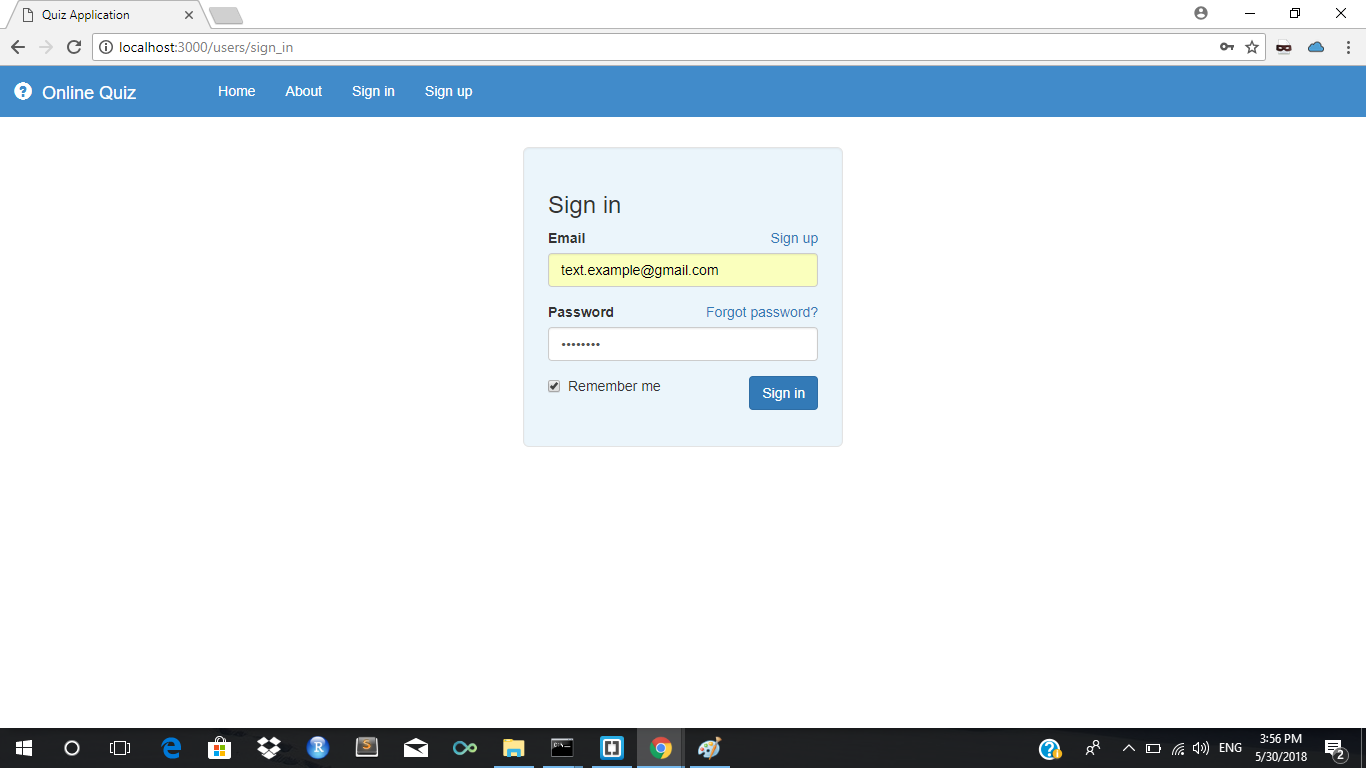 Quiz Application
localhost:3000/users/sign_in
Online Quiz Home About Sign in Sign up
Sign in
Email Sign up
text.example@gmail.com
Password Forgot password?
••••••••
Remember me Sign in
ENG 3:56 PM
5/30/2018 2